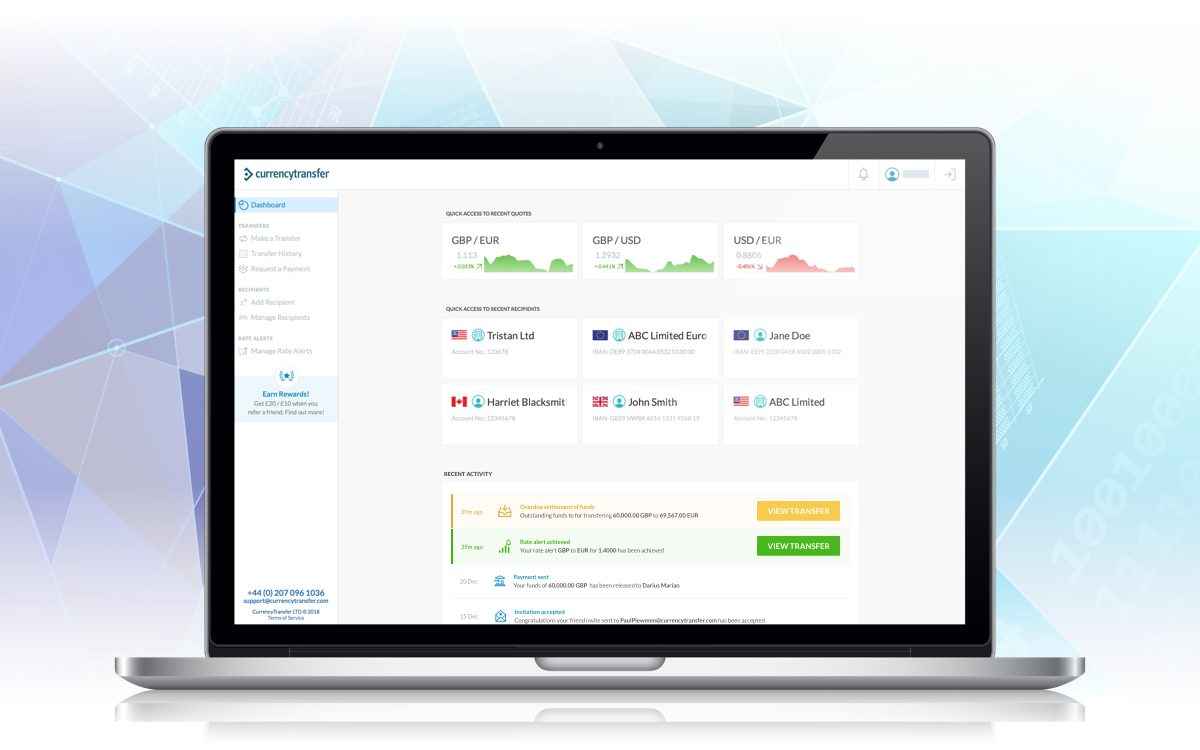 currencytransfer
Dashboard
TRANSFERS
Make a Transfer
Transfer History
Request a Payment
RECIPIENTS
Add Recipient
Manage Recipients
RATE ALERTS
Manage Rate Alerts
Earn Rewards!
Get £20 / £10 when you
refer a friend. Find out more!
+44 (0) 207 096 1036
support@currencytransfer.com
CurrencyTransfer LTD © 2018
Terms of Service
QUICK ACCESS TO RECENT QUOTES
GBP / EUR
1.113
+0.033%
GBP / USD
1.2932
+0.441%
USD / EUR
0.8606
-0.406%
QUICK ACCESS TO RECENT RECIPIENTS
Tristan Ltd
Account No.: 123678
ABC Limited Euro
IBAN: DE89 3704 0044 0532 0130 00
Jane Doe
IBAN: ES91 2100 0418 4502 0005 1332
Harriet Blacksmit
Account No.: 12345678
John Smith
IBAN: GB29 NWBK 6016 1331 9268 19
ABC Limited
Account No.: 12345678
RECENT ACTIVITY
39m ago
Overdue settlement of funds
Outstanding funds to for transfering 60,000.00 GBP to 69,567.00 EUR
VIEW TRANSFER
39m ago
Rate alert achieved
Your rate alert GBP to EUR for 1.4000 has been achieved
VIEW TRANSFER
20 Dec
Payment sent
Your funds of 60,000.00 GBP has been released to Darius Marian
15 Dec
Invitation accepted
Congratulations your friend invite sent to PaulPlewmen@currencytransfer.com has been accepted